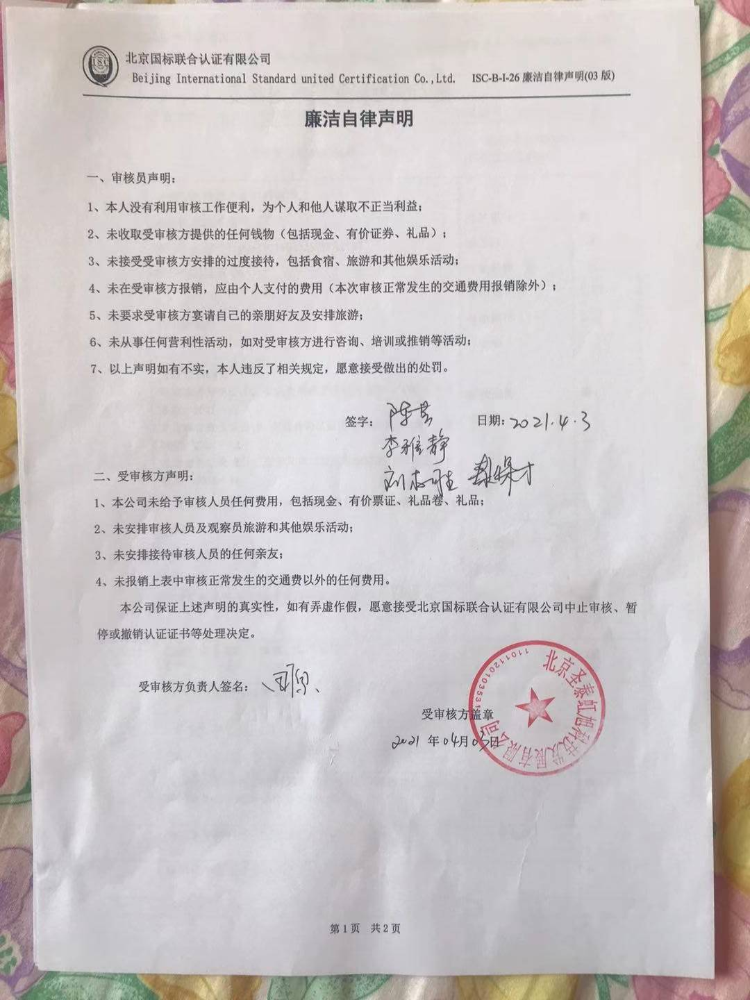 ISC
北京国标联合认证有限公司
Beijing International Standard united Certification Co.,Ltd. ISC-B-I-26 廉洁自律声明(03 版)
廉洁自律声明
一、审核员声明：
1、本人没有利用审核工作便利，为个人和他人谋取不正当利益；
2、未收取受审核方提供的任何钱物（包括现金、有价证券、礼品）；
3、未接受受审核方安排的过度接待，包括食宿、旅游和其他娱乐活动；
4、未在受审核方报销，应由个人支付的费用（本次审核正常发生的交通费用报销除外）；
5、未要求受审核方宴请自己的亲朋好友及安排旅游；
6、未从事任何营利性活动，如对受审核方进行咨询、培训或推销等活动；
7、以上声明如有不实，本人违反了相关规定，愿意接受做出的处罚。
签字： 日期：2021.4.3
李雅静
二、受审核方声明：
1、本公司未给予审核人员任何费用，包括现金、有价票证、礼品卷、礼品；
2、未安排审核人员及观察员旅游和其他娱乐活动；
3、未安排接待审核人员的任何亲友；
4、未报销上表中审核正常发生的交通费以外的任何费用。
本公司保证上述声明的真实性，如有弄虚作假，愿意接受北京国标联合认证有限公司中止审核、暂
停或撤销认证证书等处理决定。
受审核方负责人签名：
受审核方盖章
2021 年 04月 03日
北京圣泰虹旭科技发展有限公司
第 1 页 共 2 页